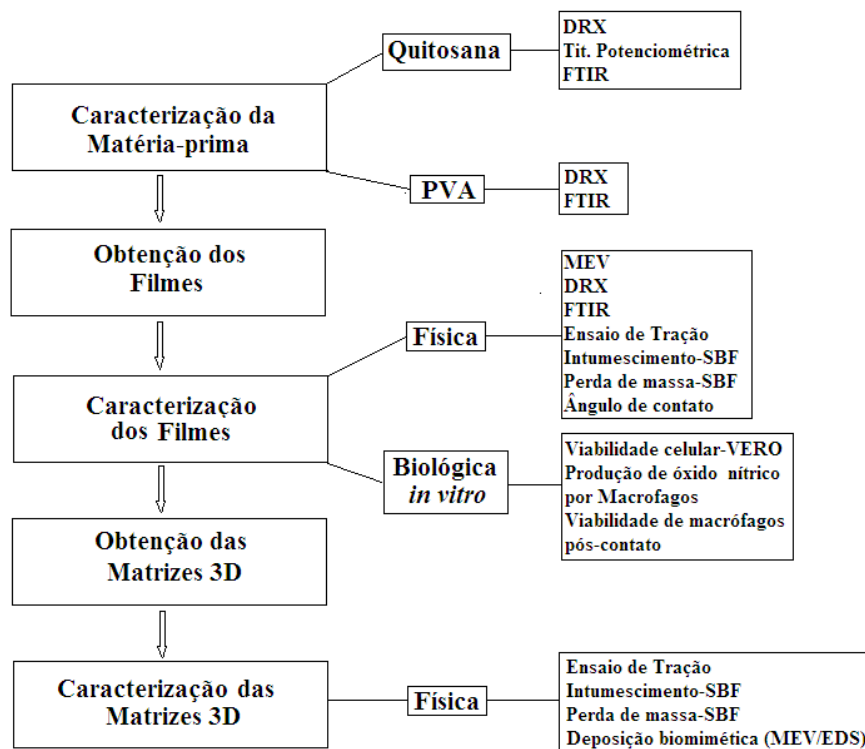 Quitosana
DRX
Tit. Potenciométrica
FTIR
Caracterização da
Matéria-prima
PVA
DRX
FTIR
Obtenção dos
Filmes
Física
MEV
DRX
FTIR
Ensaio de Tração
Intumescimento-SBF
Perda de massa-SBF
Ângulo de contato
Caracterização
dos Filmes
Biológica
in vitro
Viabilidade celular-VERO
Produção de óxido nítrico
por Macrofagos
Viabilidade de macrófagos
pós-contato
Obtenção das
Matrizes 3D
Caracterização das
Matrizes 3D
Física
Ensaio de Tração
Intumescimento-SBF
Perda de massa-SBF
Deposição biomimética (MEV/EDS)